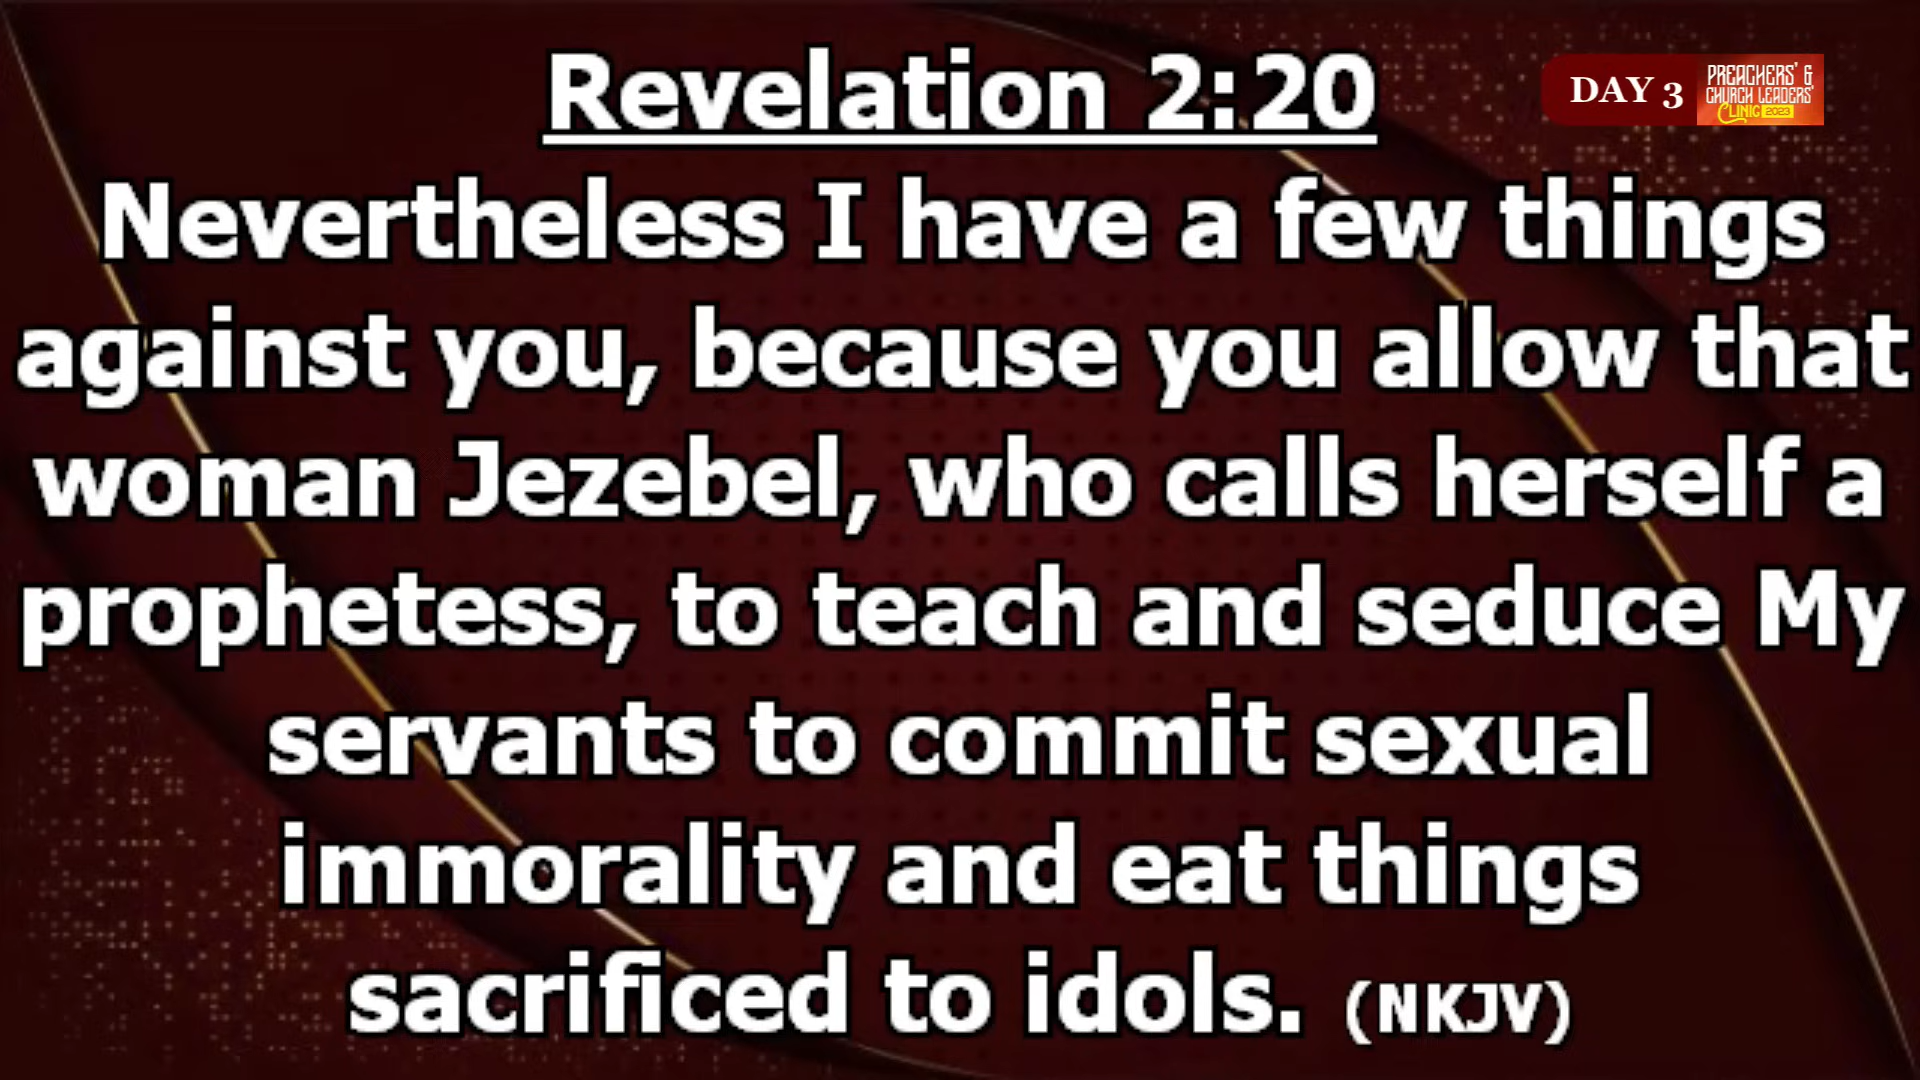 Revelation 2:20
DAY 3
PREACHERS' &
CHURCH LEADERS'
CLINIC 2023
Nevertheless I have a few things
against you, because you allow that
woman Jezebel, who calls herself a
prophetess, to teach and seduce My
servants to commit sexual
immorality and eat things
sacrificed to idols. (NKJV)